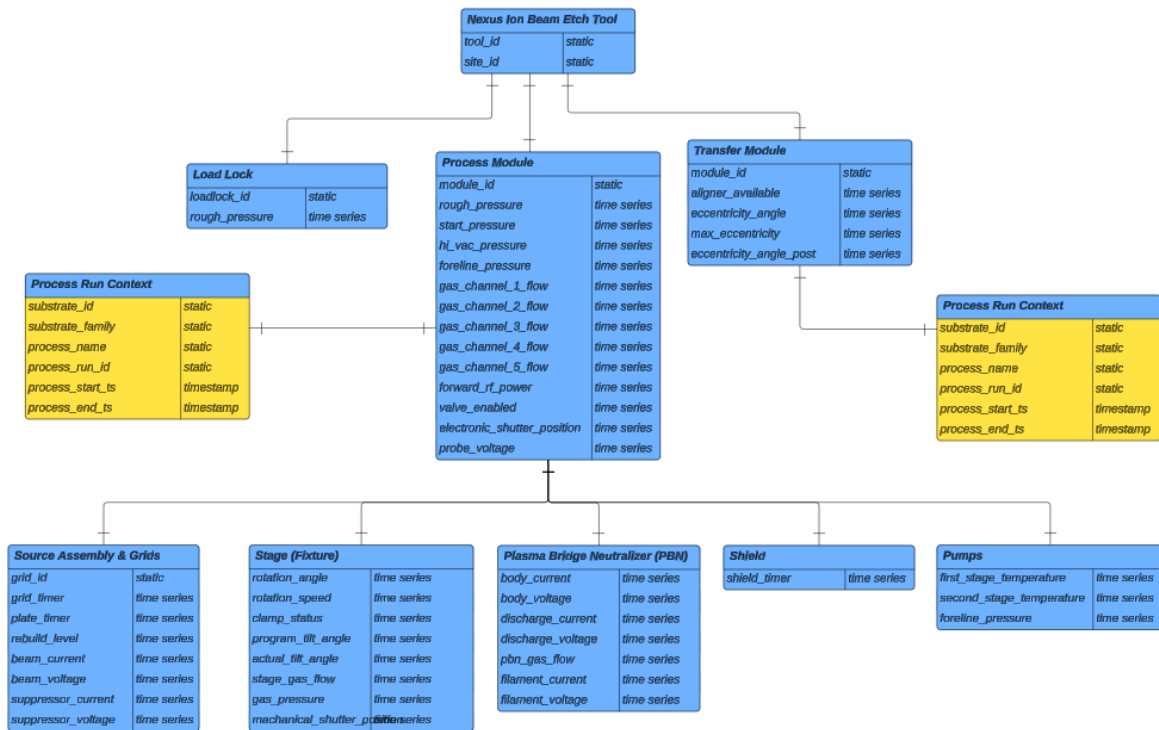 Nexus Ion Beam Etch Tool
tool_id static
site_id static
Load Lock
loadlock_id static
rough_pressure time series
Process Module
module_id static
rough_pressure time series
start_pressure time series
hi_vac_pressure time series
foreline_pressure time series
gas_channel_1_flow time series
gas_channel_2_flow time series
gas_channel_3_flow time series
gas_channel_4_flow time series
gas_channel_5_flow time series
forward_rf_power time series
valve_enabled time series
electronic_shutter_position time series
probe_voltage time series
Transfer Module
module_id static
aligner_available time series
eccentricity_angle time series
max_eccentricity time series
eccentricity_angle_post time series
Process Run Context
substrate_id static
substrate_family static
process_name static
process_run_id static
process_start_ts timestamp
process_end_ts timestamp
Process Run Context
substrate_id static
substrate_family static
process_name static
process_run_id static
process_start_ts timestamp
process_end_ts timestamp
Source Assembly & Grids
grid_id static
grid_timer time series
plate_timer time series
rebuild_level time series
beam_current time series
beam_voltage time series
suppressor_current time series
suppressor_voltage time series
Stage (Fixture)
rotation_angle time series
rotation_speed time series
clamp_status time series
program_tilt_angle time series
actual_tilt_angle time series
stage_gas_flow time series
gas_pressure time series
machanical_shutter_position time series
Plasma Bridge Neutralizer (PBN)
body_current time series
body_voltage time series
discharge_current time series
discharge_voltage time series
pbn_gas_flow time series
filament_current time series
filament_voltage time series
Shield
shield_timer time series
Pumps
first_stage_temperature time series
second_stage_temperature time series
foreline_pressure time series